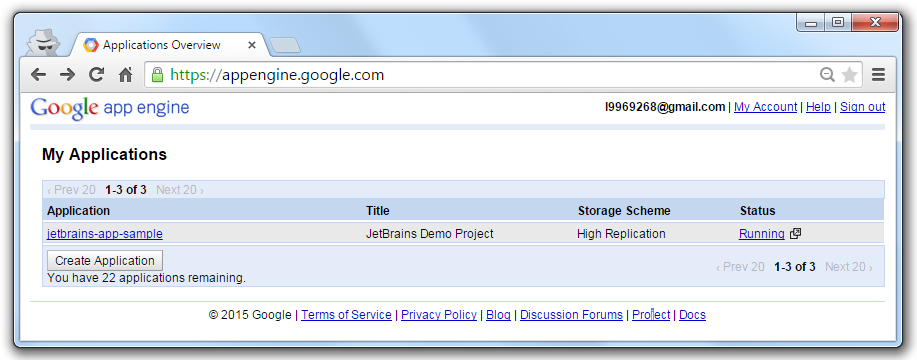 Applications Overview
https://appengine.google.com
Google app engine
l9969268@gmail.com | My Account | Help | Sign out
My Applications
‹ Prev 20 1-3 of 3 Next 20 ›
Application Title Storage Scheme Status
jetbrains-app-sample JetBrains Demo Project High Replication Running
Create Application
You have 22 applications remaining.
‹ Prev 20 1-3 of 3 Next 20 ›
© 2015 Google | Terms of Service | Privacy Policy | Blog | Discussion Forums | Project | Docs